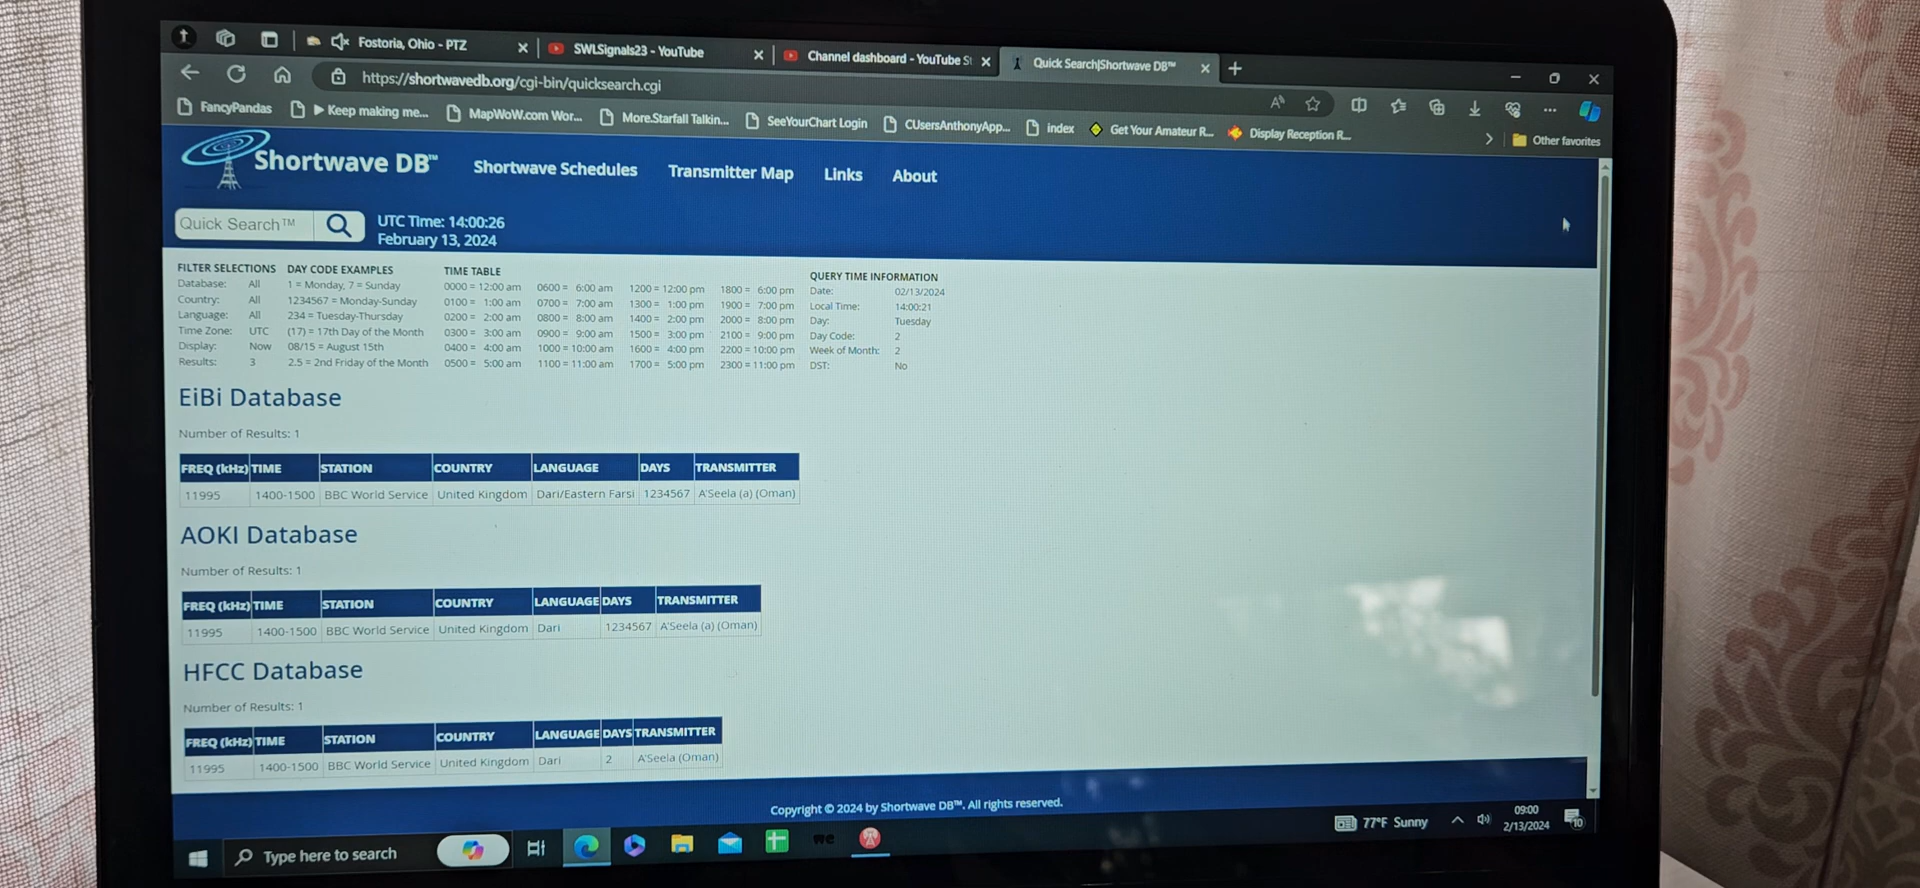 Fostoria, Ohio - PTZ
SWLSignals23 - YouTube
Channel dashboard - YouTube St
Quick Search|Shortwave DB™
https://shortwavedb.org/cgi-bin/quicksearch.cgi
FancyPandas
▶ Keep making me...
MapWoW.com Wor...
More.Starfall Talkin...
SeeYourChart Login
CUsersAnthonyApp...
index
Get Your Amateur R...
Display Reception R...
Other favorites
Shortwave DB™
Shortwave Schedules
Transmitter Map
Links
About
Quick Search™
UTC Time: 14:00:26
February 13, 2024
FILTER SELECTIONS
Database: All
Country: All
Language: All
Time Zone: UTC
Display: Now
Results: 3
DAY CODE EXAMPLES
1 = Monday, 7 = Sunday
1234567 = Monday-Sunday
234 = Tuesday-Thursday
(17) = 17th Day of the Month
08/15 = August 15th
2.5 = 2nd Friday of the Month
TIME TABLE
0000 = 12:00 am 0600 = 6:00 am 1200 = 12:00 pm 1800 = 6:00 pm
0100 = 1:00 am 0700 = 7:00 am 1300 = 1:00 pm 1900 = 7:00 pm
0200 = 2:00 am 0800 = 8:00 am 1400 = 2:00 pm 2000 = 8:00 pm
0300 = 3:00 am 0900 = 9:00 am 1500 = 3:00 pm 2100 = 9:00 pm
0400 = 4:00 am 1000 = 10:00 am 1600 = 4:00 pm 2200 = 10:00 pm
0500 = 5:00 am 1100 = 11:00 am 1700 = 5:00 pm 2300 = 11:00 pm
QUERY TIME INFORMATION
Date: 02/13/2024
Local Time: 14:00:21
Day: Tuesday
Day Code: 2
Week of Month: 2
DST: No
EiBi Database
Number of Results: 1
FREQ (kHz) TIME STATION COUNTRY LANGUAGE DAYS TRANSMITTER
11995 1400-1500 BBC World Service United Kingdom Dari/Eastern Farsi 1234567 A'Seela (a) (Oman)
AOKI Database
Number of Results: 1
FREQ (kHz) TIME STATION COUNTRY LANGUAGE DAYS TRANSMITTER
11995 1400-1500 BBC World Service United Kingdom Dari 1234567 A'Seela (a) (Oman)
HFCC Database
Number of Results: 1
FREQ (kHz) TIME STATION COUNTRY LANGUAGE DAYS TRANSMITTER
11995 1400-1500 BBC World Service United Kingdom Dari 2 A'Seela (Oman)
Copyright © 2024 by Shortwave DB™. All rights reserved.
Type here to search
we
77°F Sunny
09:00
2/13/2024
10